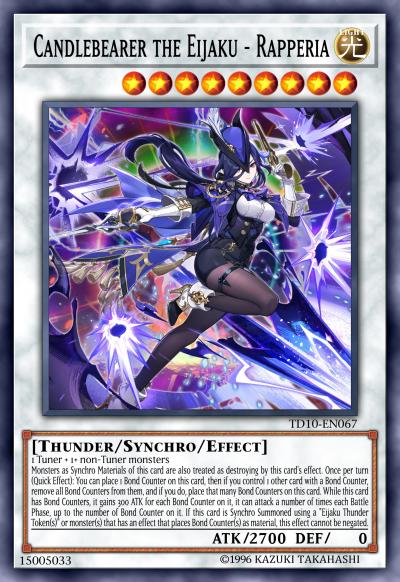 CANDLEBEARER THE EIJAKU - RAPPERIA
LIGHT
光
TD10-EN067
[THUNDER/SYNCHRO/EFFECT]
1 Tuner + 1+ non-Tuner monsters
Monsters as Synchro Materials of this card are also treated as destroying by this card's effect. Once per turn
(Quick Effect): You can place 1 Bond Counter on this card, then if you control 1 other card with a Bond Counter,
remove all Bond Counters from them, and if you do, place that many Bond Counters on this card. While this card
has Bond Counters, it gains 300 ATK for each Bond Counter on it, it can attack a number of times each Battle
Phase, up to the number of Bond Counter on it. If this card is Synchro Summoned using a "Eijaku Thunder
Token(s)" or monster(s) that has an effect that places Bond Counter(s) as material, this effect cannot be negated.
ATK/2700 DEF/ 0
15005033
©1996 KAZUKI TAKAHASHI